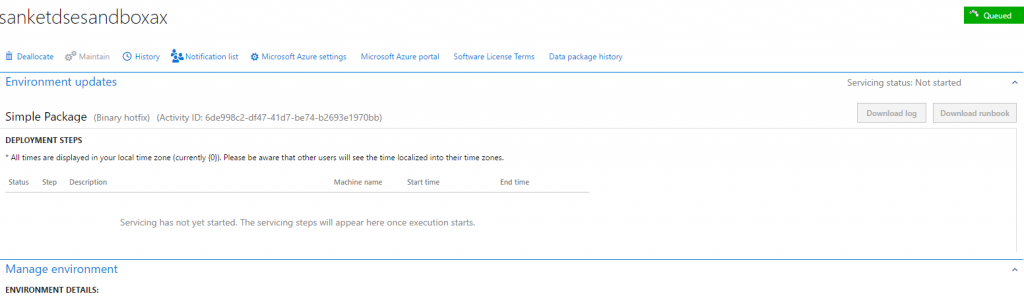 sanketdsesandboxax
Queued
Deallocate Maintain History Notification list Microsoft Azure settings Microsoft Azure portal Software License Terms Data package history
Environment updates Servicing status: Not started
Simple Package (Binary hotfix) (Activity ID: 6de998c2-df47-41d7-be74-b2693e1970bb) Download log Download runbook
DEPLOYMENT STEPS
* All times are displayed in your local time zone (currently {0}). Please be aware that other users will see the time localized into their time zones.
Status Step Description Machine name Start time End time
Servicing has not yet started. The servicing steps will appear here once execution starts.
Manage environment
ENVIRONMENT DETAILS: